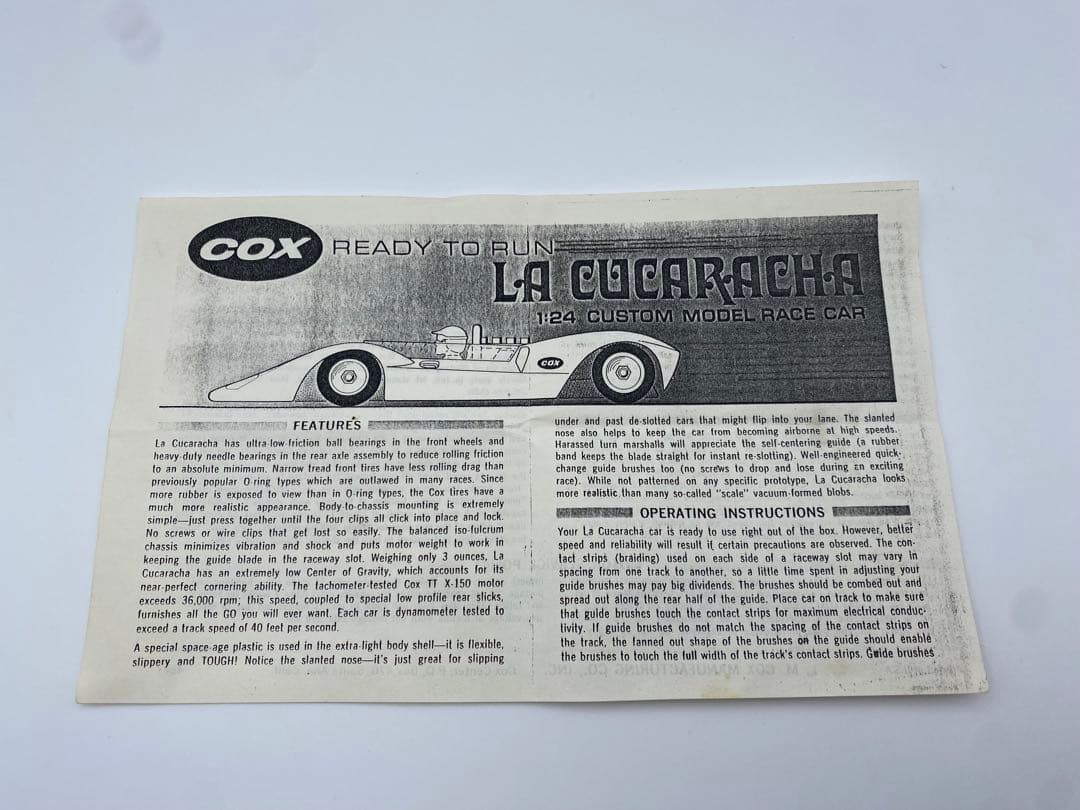 COX READY TO RUN
LA CUCARACHA
1:24 CUSTOM MODEL RACE CAR
COX
FEATURES
La Cucaracha has ultra-low-friction ball bearings in the front wheels and
heavy-duty needle bearings in the rear axle assembly to reduce rolling friction
to an absolute minimum. Narrow tread front tires have less rolling drag than
previously popular O-ring types which are outlawed in many races. Since
more rubber is exposed to view than in O-ring types, the Cox tires have a
much more realistic appearance. Body-to-chassis mounting is extremely
simple—just press together until the four clips all click into place and lock.
No screws or wire clips that get lost so easily. The balanced iso-fulcrum
chassis minimizes vibration and shock and puts motor weight to work in
keeping the guide blade in the raceway slot. Weighing only 3 ounces, La
Cucaracha has an extremely low Center of Gravity, which accounts for its
near-perfect cornering ability. The tachometer-tested Cox TT X-150 motor
exceeds 36,000 rpm; this speed, coupled to special low profile rear slicks,
furnishes all the GO you will ever want. Each car is dynamometer tested to
exceed a track speed of 40 feet per second.
A special space-age plastic is used in the extra-light body shell—it is flexible,
slippery and TOUGH! Notice the slanted nose—it's just great for slipping
under and past de-slotted cars that might flip into your lane. The slanted
nose also helps to keep the car from becoming airborne at high speeds.
Harassed turn marshalls will appreciate the self-centering guide (a rubber
band keeps the blade straight for instant re-slotting). Well-engineered quick-
change guide brushes too (no screws to drop and lose during an exciting
race). While not patterned on any specific prototype, La Cucaracha looks
more realistic than many so-called "scale" vacuum-formed blobs.
OPERATING INSTRUCTIONS
Your La Cucaracha car is ready to use right out of the box. However, better
speed and reliability will result if certain precautions are observed. The con-
tact strips (braiding) used on each side of a raceway slot may vary in
spacing from one track to another, so a little time spent in adjusting your
guide brushes may pay big dividends. The brushes should be combed out and
spread out along the rear half of the guide. Place car on track to make sure
that guide brushes touch the contact strips for maximum electrical conduc-
tivity. If guide brushes do not match the spacing of the contact strips on
the track, the fanned out shape of the brushes on the guide should enable
the brushes to touch the full width of the track's contact strips. Guide brushes